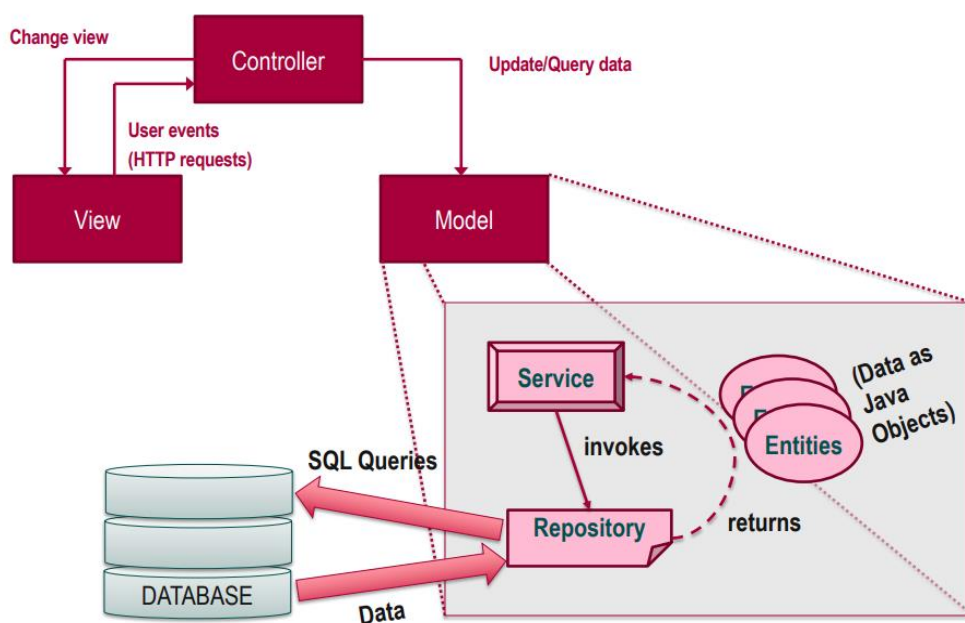 Change view
Controller
Update/Query data
User events
(HTTP requests)
View
Model
Service
(Data as
Java
Objects)
Entities
invokes
SQL Queries
Repository
returns
DATABASE
Data